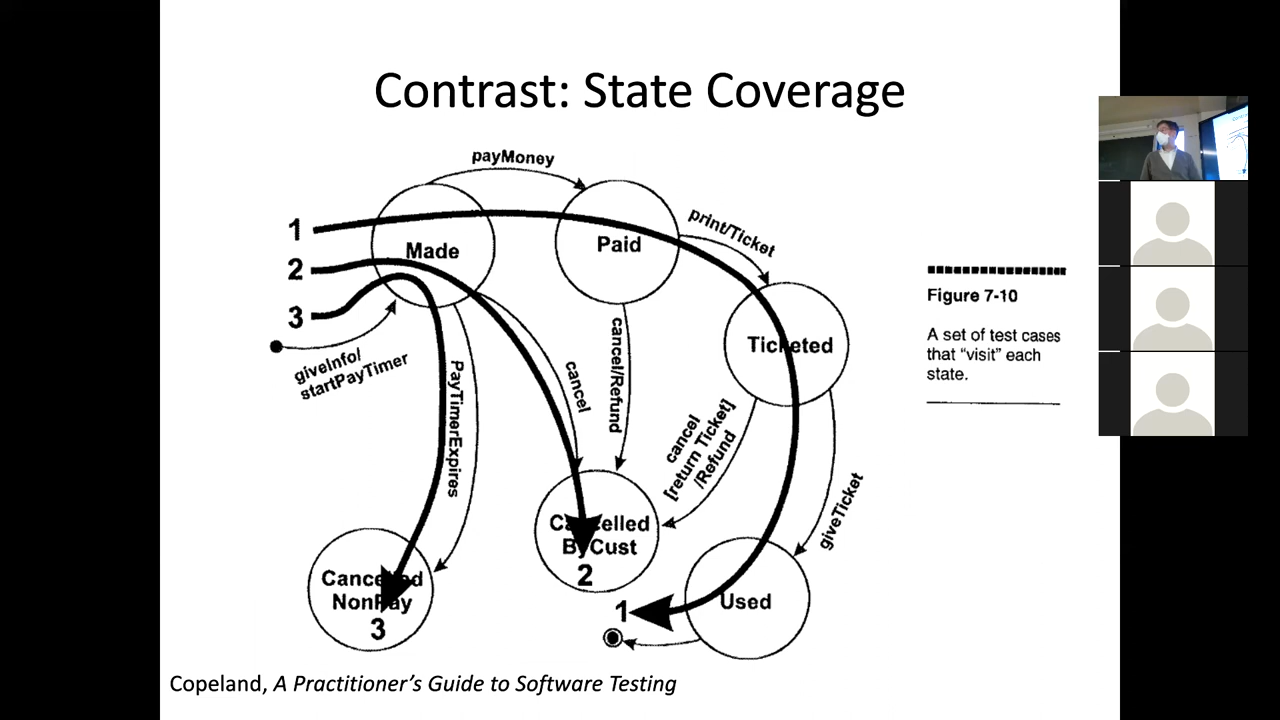 Contrast: State Coverage
payMoney
print/Ticket
1
Made
Paid
2
3
giveInfo/
startPayTimer
PayTimerExpires
cancel
cancel/Refund
Ticketed
cancel
[return Ticket]
/Refund
giveTicket
Cancelled
ByCust
2
Cancelled
NonPay
3
1
Used
Figure 7-10
A set of test cases
that “visit” each
state.
Copeland, A Practitioner’s Guide to Software Testing